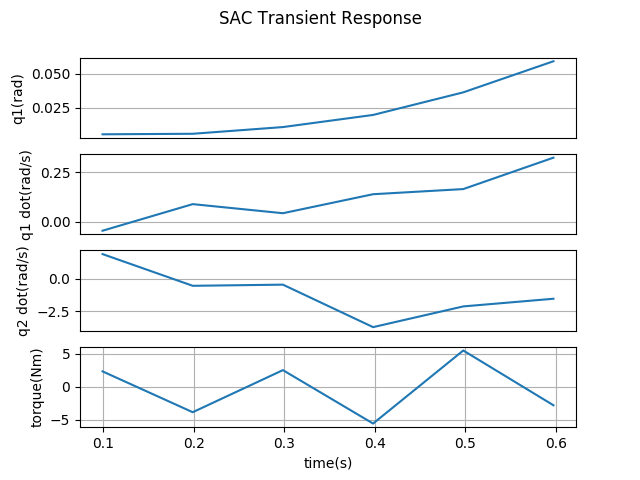 SAC Transient Response
q1(rad)
0.050
0.025
q1 dot(rad/s)
0.25
0.00
q2 dot(rad/s)
0.0
−2.5
torque(Nm)
5
0
−5
0.1 0.2 0.3 0.4 0.5 0.6
time(s)